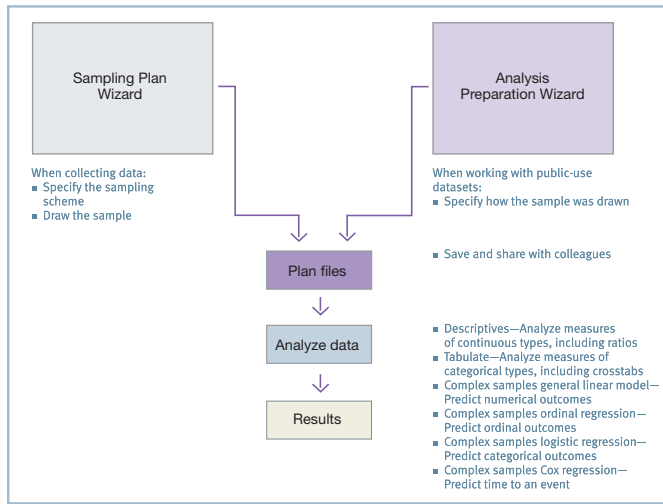 Sampling Plan
Wizard
Analysis
Preparation Wizard
When collecting data:
▪ Specify the sampling
scheme
▪ Draw the sample
When working with public-use
datasets:
▪ Specify how the sample was drawn
Plan files
▪ Save and share with colleagues
Analyze data
▪ Descriptives—Analyze measures
of continuous types, including ratios
▪ Tabulate—Analyze measures of
categorical types, including crosstabs
▪ Complex samples general linear model—
Predict numerical outcomes
▪ Complex samples ordinal regression—
Predict ordinal outcomes
▪ Complex samples logistic regression—
Predict categorical outcomes
▪ Complex samples Cox regression—
Predict time to an event
Results